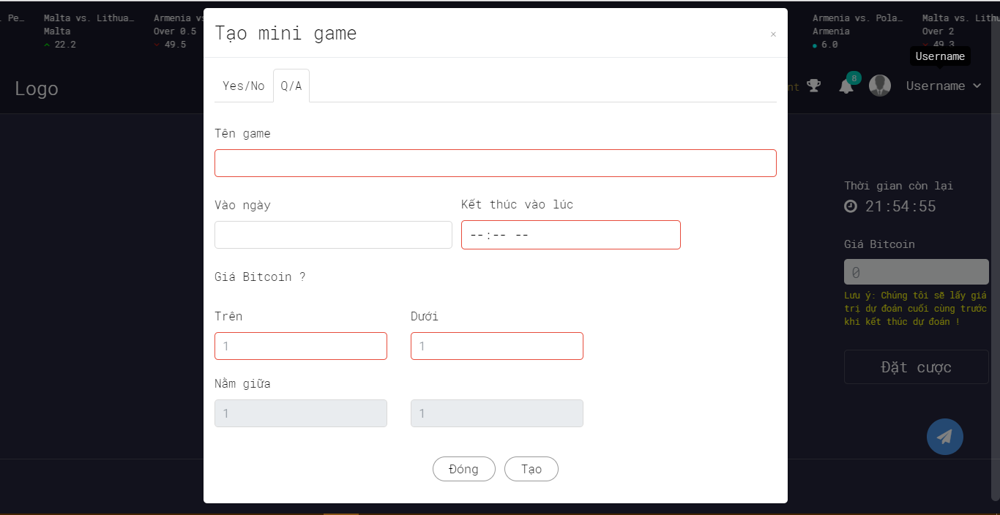 Pe…
Malta vs. Lithua…
Malta
22.2
Armenia vs
Over 0.5
49.5
Armenia vs. Pola…
Armenia
6.0
Malta vs. Lithu
Over 2
49.3
Username
Logo
nt
8
Username
Tạo mini game
×
Yes/No
Q/A
Tên game
Vào ngày
Kết thúc vào lúc
--:-- --
Giá Bitcoin ?
Trên
Dưới
1
1
Nằm giữa
1
1
Đóng
Tạo
Thời gian còn lại
21:54:55
Giá Bitcoin
0
Lưu ý: Chúng tôi sẽ lấy giá
trị dự đoán cuối cùng trước
khi kết thúc dự đoán !
Đặt cược